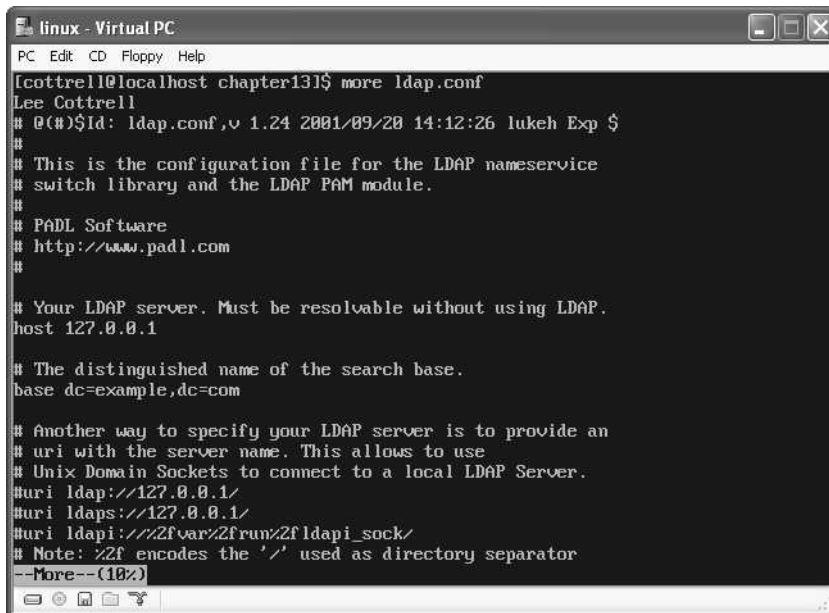 linux - Virtual PC
PC Edit CD Floppy Help
[cottrell@localhost chapter13]$ more ldap.conf
Lee Cottrell
# @(#)$Id: ldap.conf,v 1.24 2001/09/20 14:12:26 lukeh Exp $
#
# This is the configuration file for the LDAP nameservice
# switch library and the LDAP PAM module.
#
# PADL Software
# http://www.padl.com
#
# Your LDAP server. Must be resolvable without using LDAP.
host 127.0.0.1
# The distinguished name of the search base.
base dc=example,dc=com
# Another way to specify your LDAP server is to provide an
# uri with the server name. This allows to use
# Unix Domain Sockets to connect to a local LDAP Server.
#uri ldap://127.0.0.1/
#uri ldaps://127.0.0.1/
#uri ldapi://%2fvar%2frun%2fldapi_sock/
# Note: %2f encodes the '/' used as directory separator
--More--(10%)